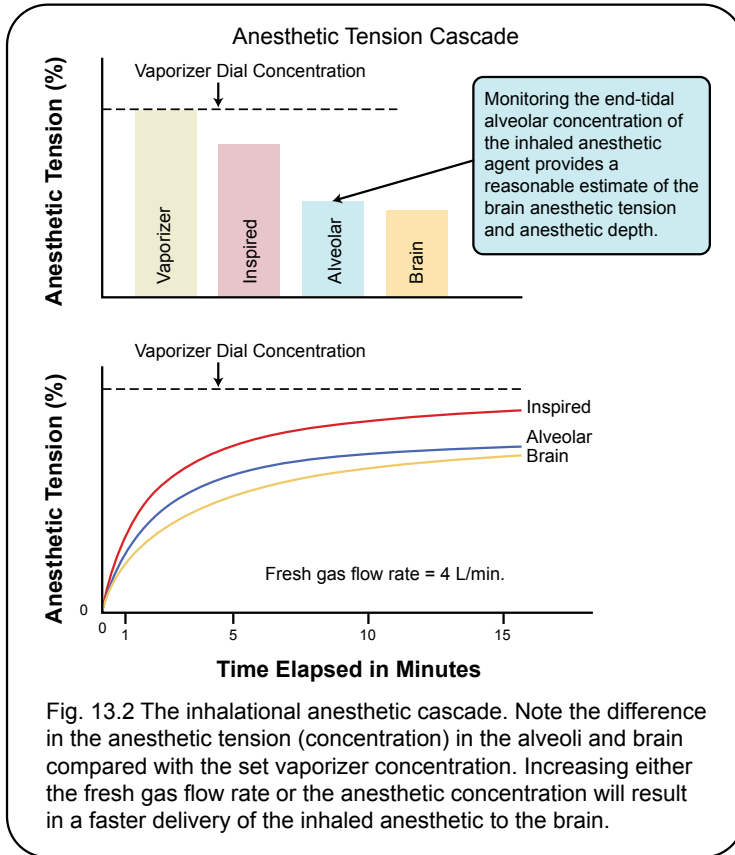 Anesthetic Tension Cascade
Vaporizer Dial Concentration
Anesthetic Tension (%)
Vaporizer
Inspired
Alveolar
Brain
Monitoring the end-tidal
alveolar concentration of
the inhaled anesthetic
agent provides a
reasonable estimate of the
brain anesthetic tension
and anesthetic depth.
Vaporizer Dial Concentration
Anesthetic Tension (%)
Inspired
Alveolar
Brain
Fresh gas flow rate = 4 L/min.
0
0 1 5 10 15
Time Elapsed in Minutes
Fig. 13.2 The inhalational anesthetic cascade. Note the difference
in the anesthetic tension (concentration) in the alveoli and brain
compared with the set vaporizer concentration. Increasing either
the fresh gas flow rate or the anesthetic concentration will result
in a faster delivery of the inhaled anesthetic to the brain.